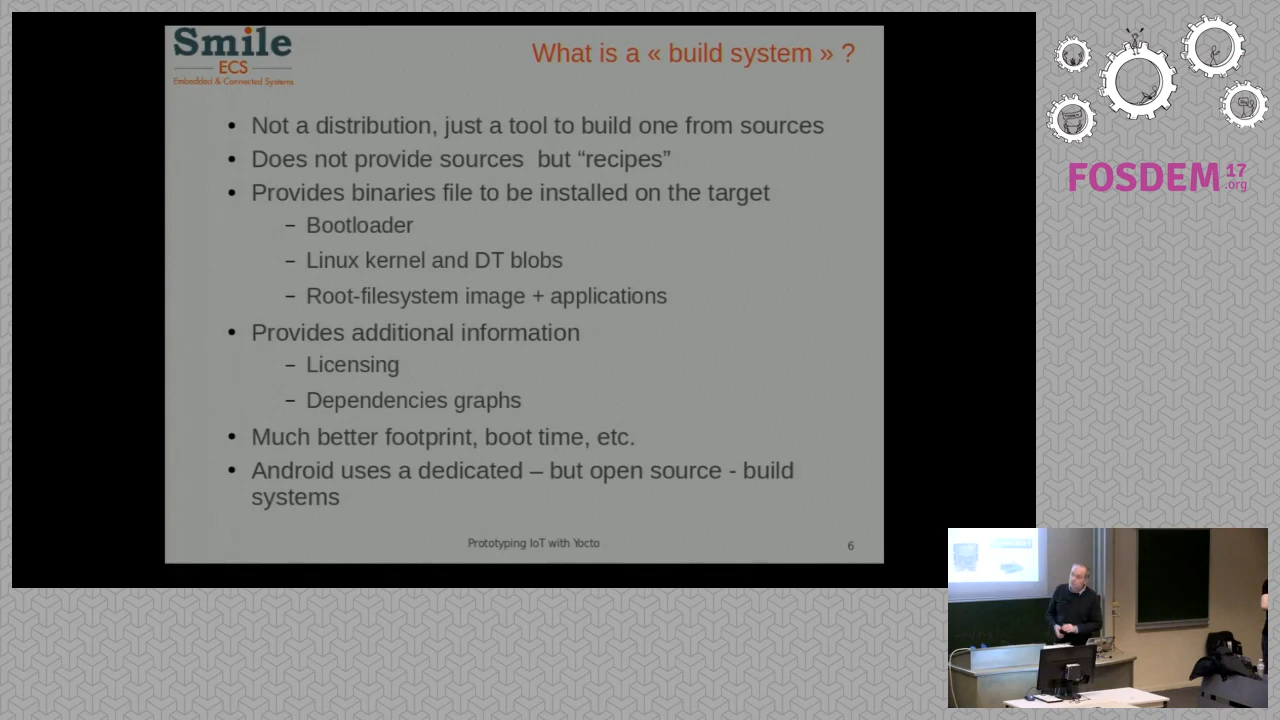 Smile
ECS
Embedded & Connected Systems
What is a « build system » ?
• Not a distribution, just a tool to build one from sources
• Does not provide sources  but “recipes”
• Provides binaries file to be installed on the target
– Bootloader
– Linux kernel and DT blobs
– Root-filesystem image + applications
• Provides additional information
– Licensing
– Dependencies graphs
• Much better footprint, boot time, etc.
• Android uses a dedicated – but open source - build
systems
Prototyping IoT with Yocto
6
FOSDEM 17
.org